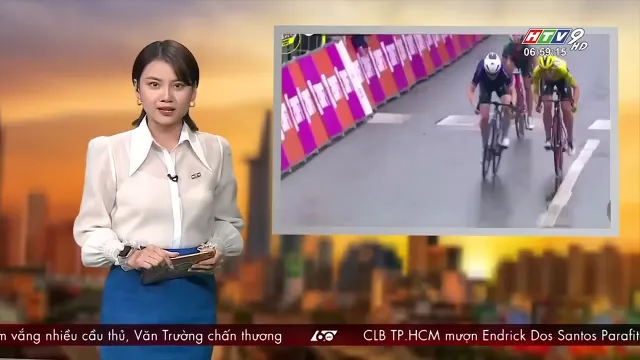 HTV9
HD
06:59:15
m vắng nhiều cầu thủ, Văn Trường chấn thương
60
CLB TP.HCM mượn Endrick Dos Santos Parafit